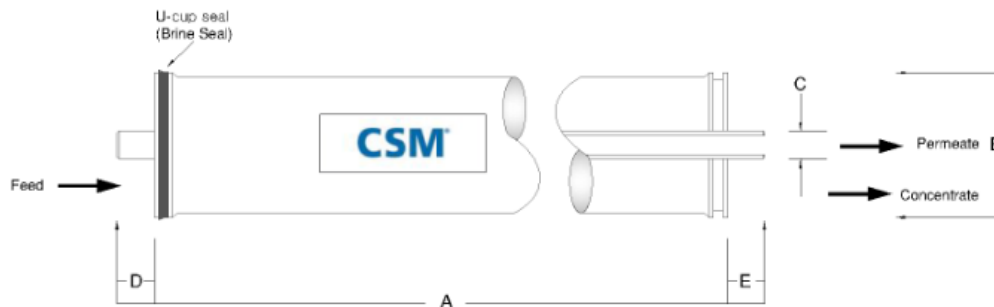 U-cup seal
(Brine Seal)
C
CSM
Permeate
Feed
Concentrate
D
E
A